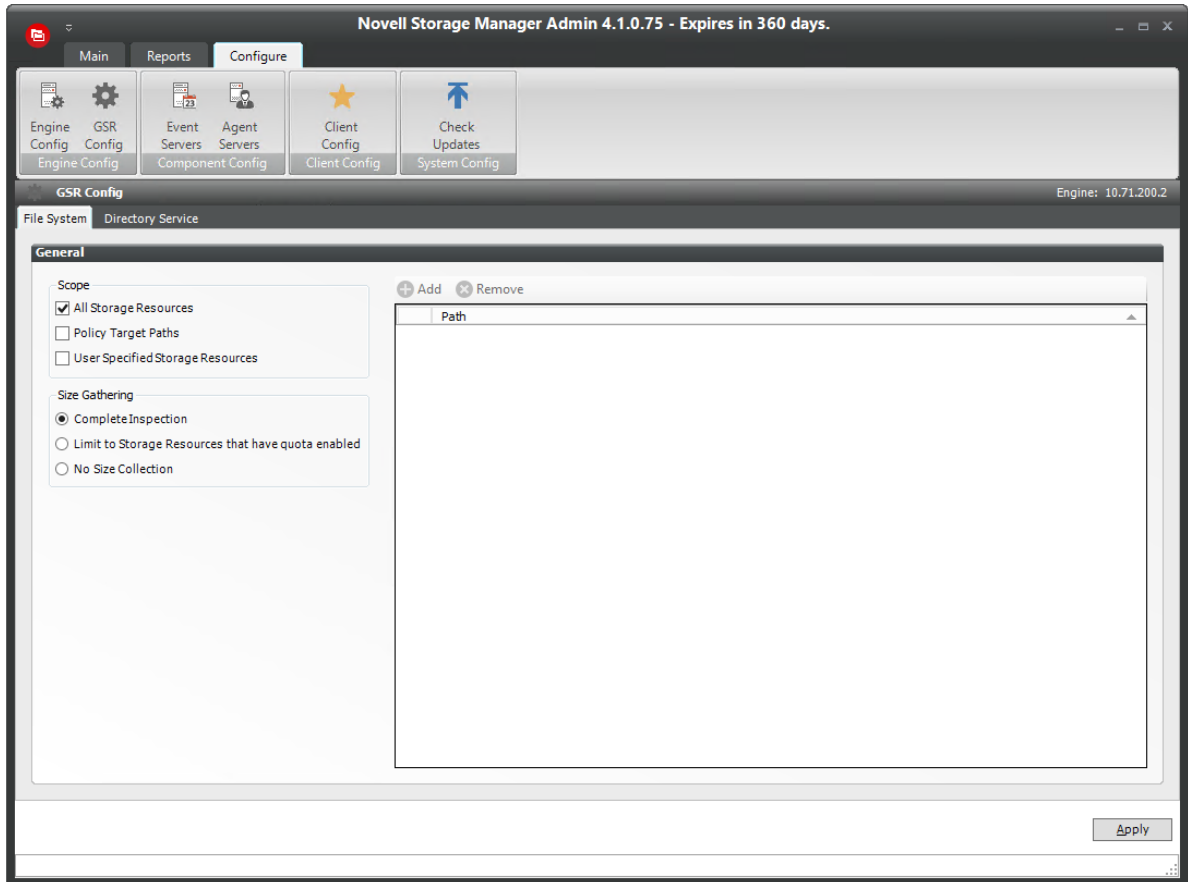 Novell Storage Manager Admin 4.1.0.75 - Expires in 360 days.
Main Reports Configure
Engine Config
GSR Config
Event Servers
23
Agent Servers
Client Config
Check Updates
Engine Config
Component Config
Client Config
System Config
GSR Config
Engine: 10.71.200.2
File System Directory Service
General
Scope
All Storage Resources
Policy Target Paths
User Specified Storage Resources
Size Gathering
Complete Inspection
Limit to Storage Resources that have quota enabled
No Size Collection
Add Remove
Path
Apply